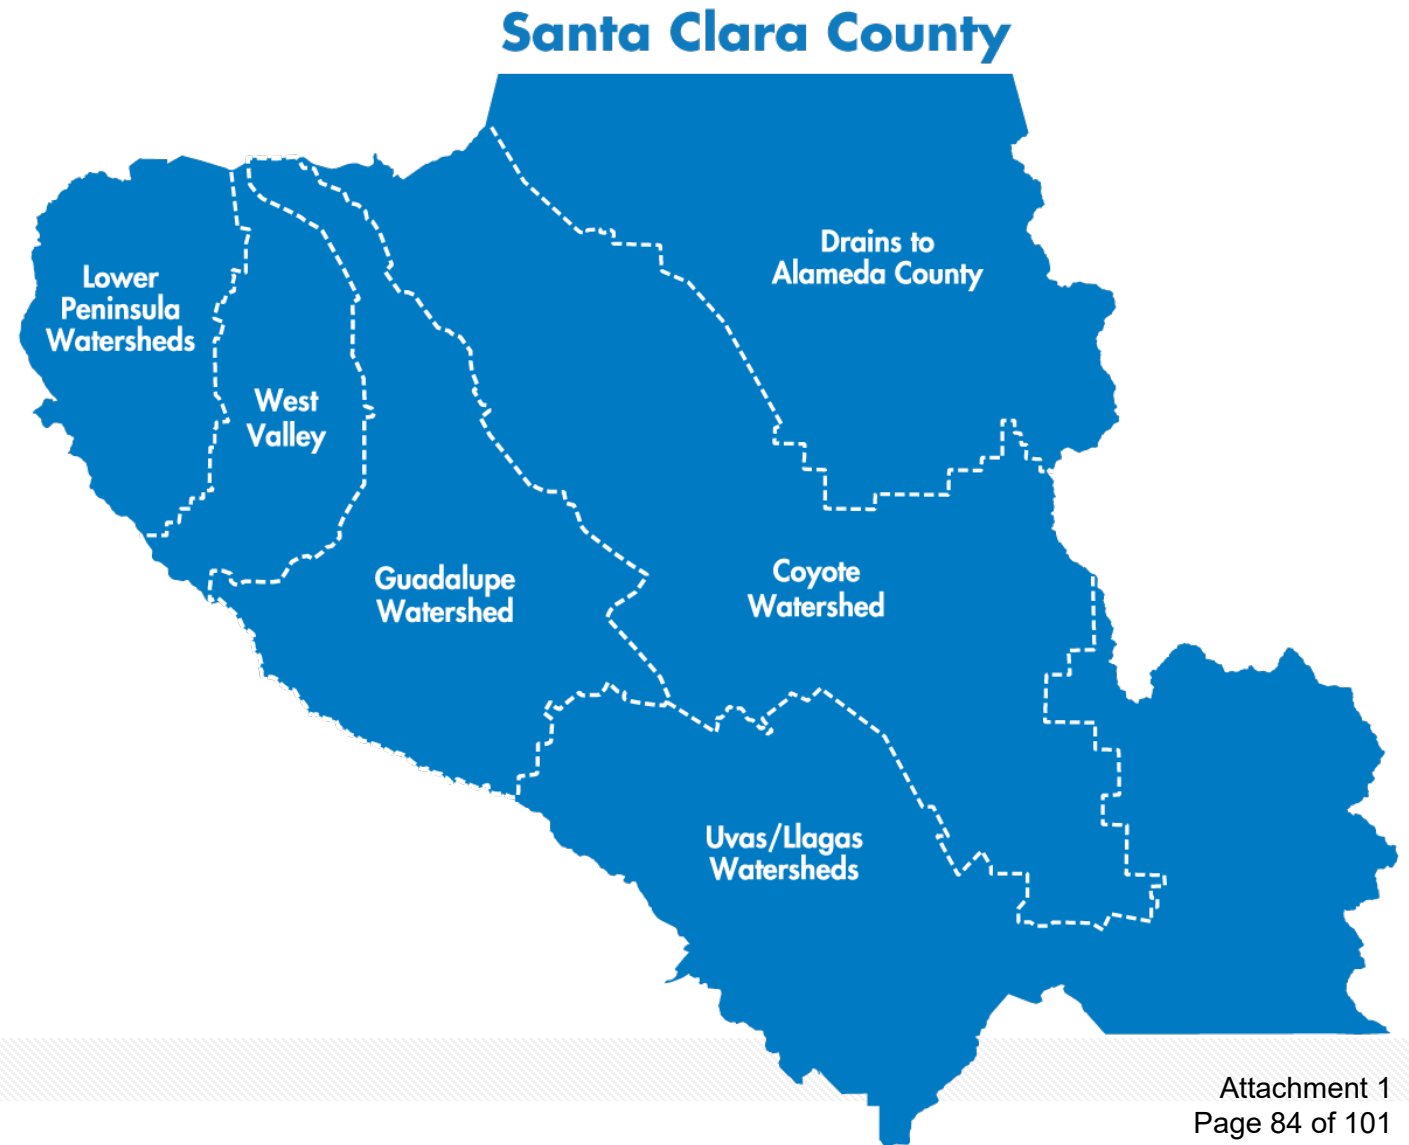 Santa Clara County
Drains to
Alameda County
Lower
Peninsula
Watersheds
West
Valley
Guadalupe
Watershed
Coyote
Watershed
Uvas/Llagas
Watersheds
Attachment 1
Page 84 of 101